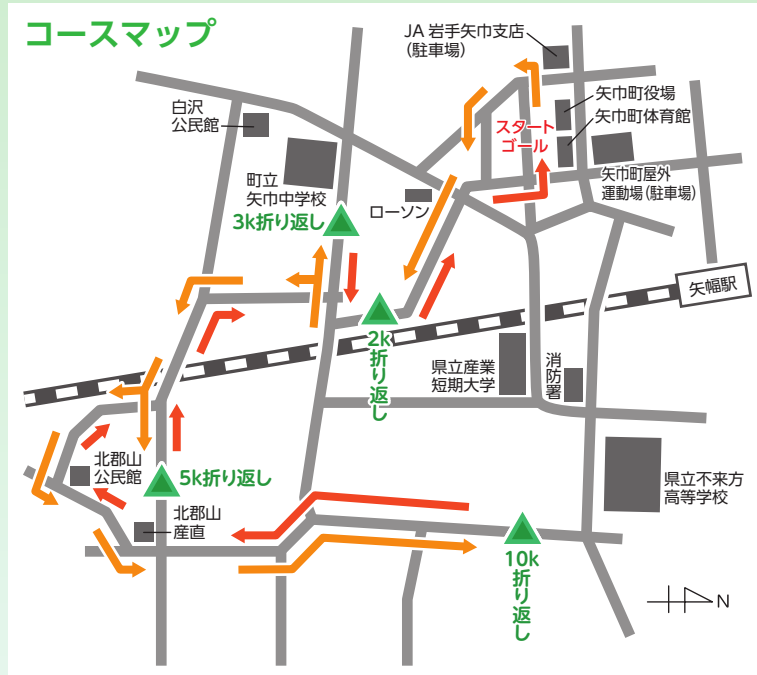 コースマップ
JA 岩手矢巾支店
(駐車場)
矢巾町役場
矢巾町体育館
スタート
ゴール
矢巾町屋外
運動場(駐車場)
白沢
公民館
町立
矢巾中学校
ローソン
3k折り返し
矢幅駅
2k
折り返し
県立産業
短期大学
消防署
北郡山
公民館
5k折り返し
県立不来方
高等学校
北郡山
産直
10k
折り返し
N